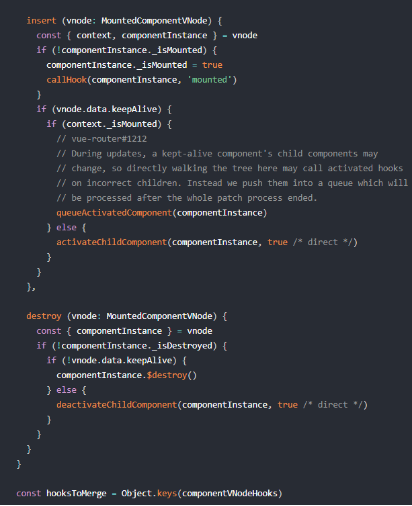 insert (vnode: MountedComponentVNode) {
const { context, componentInstance } = vnode
if (!componentInstance._isMounted) {
componentInstance._isMounted = true
callHook(componentInstance, 'mounted')
}
if (vnode.data.keepAlive) {
if (context._isMounted) {
// vue-router#1212
// During updates, a kept-alive component's child components may
// change, so directly walking the tree here may call activated hooks
// on incorrect children. Instead we push them into a queue which will
// be processed after the whole patch process ended.
queueActivatedComponent(componentInstance)
} else {
activateChildComponent(componentInstance, true /* direct */)
}
}
},
destroy (vnode: MountedComponentVNode) {
const { componentInstance } = vnode
if (!componentInstance._isDestroyed) {
if (!vnode.data.keepAlive) {
componentInstance.$destroy()
} else {
deactivateChildComponent(componentInstance, true /* direct */)
}
}
}
}
const hooksToMerge = Object.keys(componentVNodeHooks)